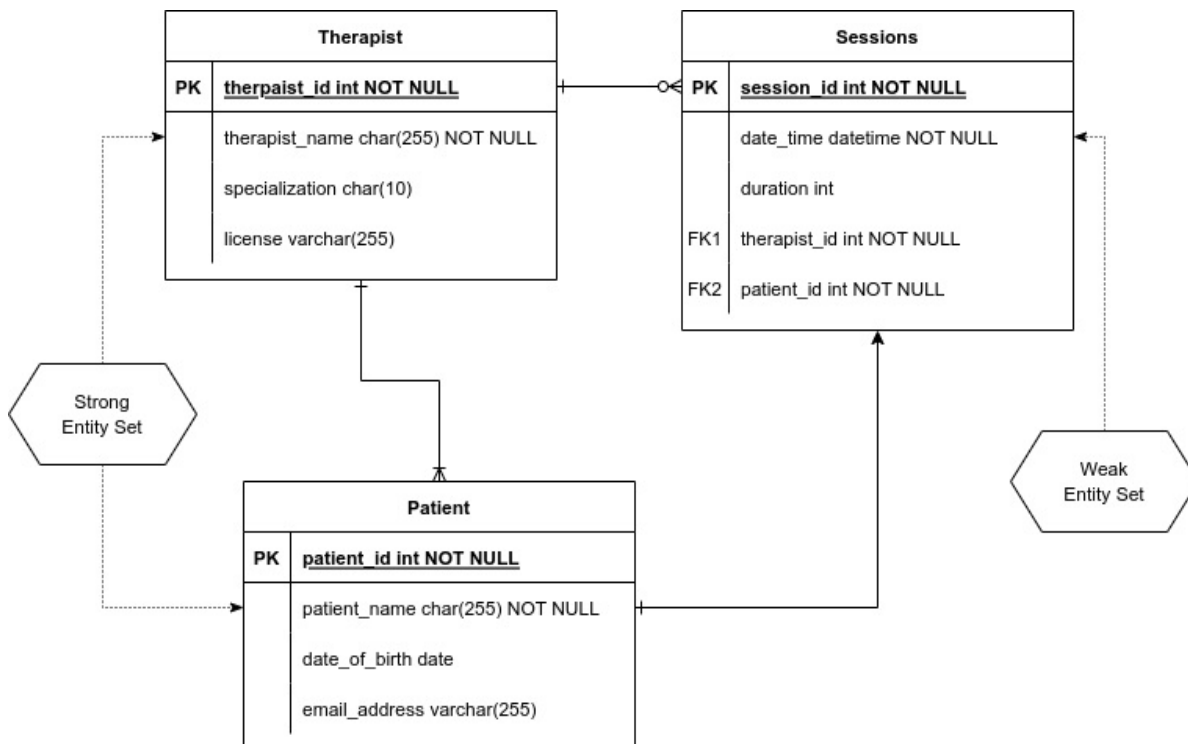 Therapist
PK therpaist_id int NOT NULL
therapist_name char(255) NOT NULL
specialization char(10)
license varchar(255)
Sessions
PK session_id int NOT NULL
date_time datetime NOT NULL
duration int
FK1 therapist_id int NOT NULL
FK2 patient_id int NOT NULL
Strong
Entity Set
Weak
Entity Set
Patient
PK patient_id int NOT NULL
patient_name char(255) NOT NULL
date_of_birth date
email_address varchar(255)